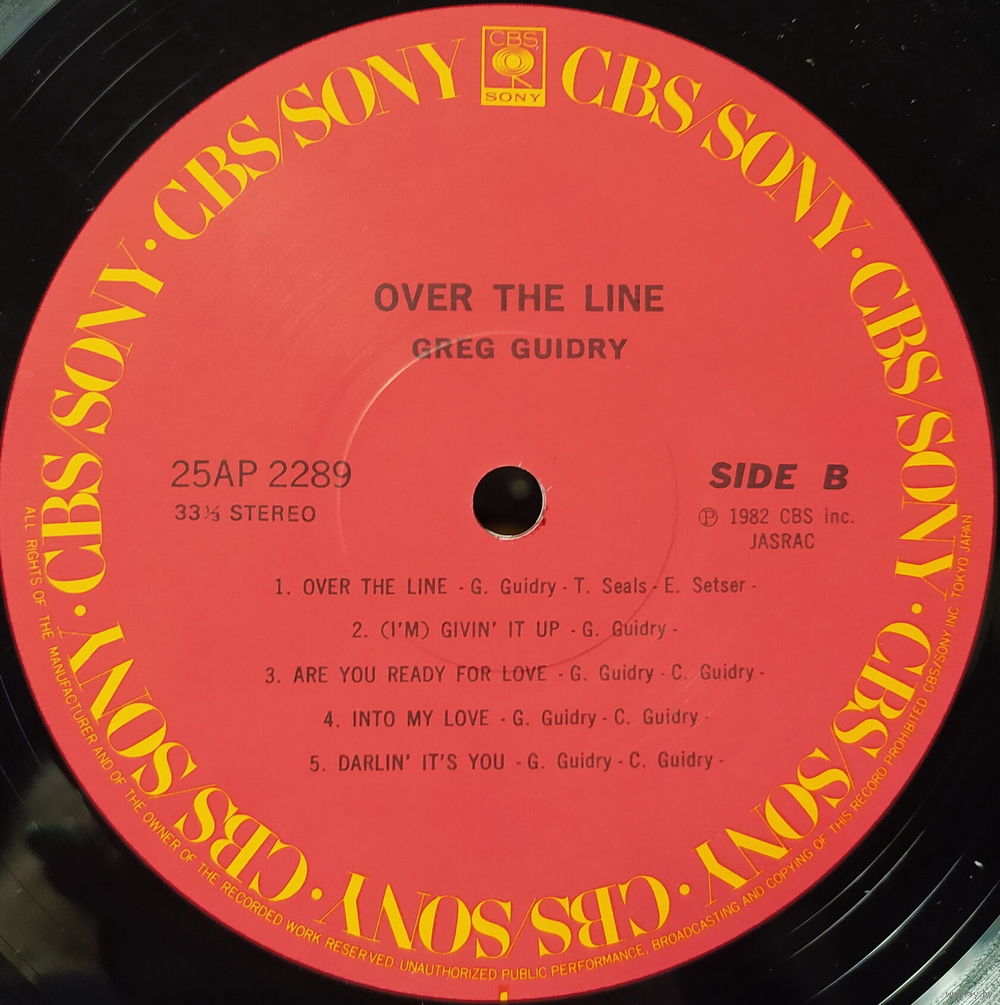 CBS
SONY
CBS/SONY · CBS/SONY · CBS/SONY · CBS/SONY · CBS/SONY · CBS/SONY · CBS/SONY · CBS/SONY
OVER THE LINE
GREG GUIDRY
25AP 2289
33⅓ STEREO
SIDE B
Ⓟ 1982 CBS Inc.
JASRAC
1. OVER THE LINE - G. Guidry - T. Seals - E. Setser -
2. (I'M) GIVIN' IT UP - G. Guidry -
3. ARE YOU READY FOR LOVE - G. Guidry - C. Guidry -
4. INTO MY LOVE - G. Guidry - C. Guidry -
5. DARLIN' IT'S YOU - G. Guidry - C. Guidry -
ALL RIGHTS OF THE MANUFACTURER AND OF THE OWNER OF THE RECORDED WORK RESERVED. UNAUTHORIZED PUBLIC PERFORMANCE, BROADCASTING AND COPYING OF THIS RECORD PROHIBITED CBS/SONY INC TOKYO JAPAN